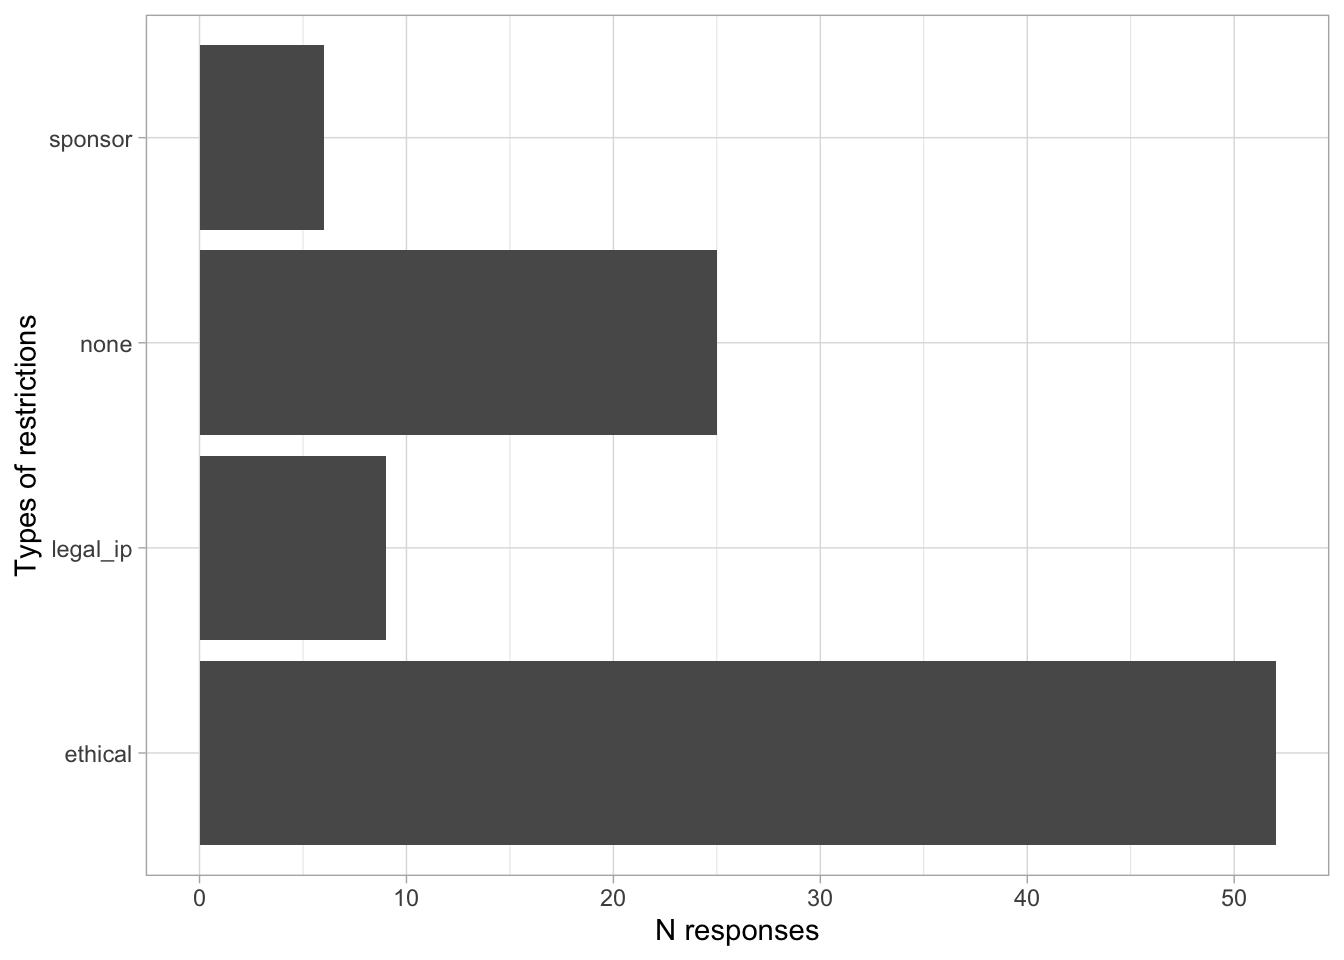 Types of restrictions
sponsor
none
legal_ip
ethical
0 10 20 30 40 50
N responses